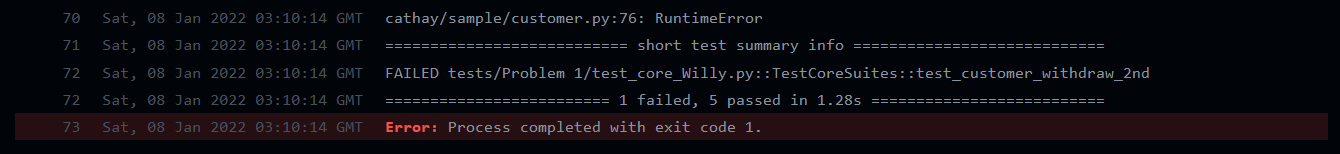 70 Sat, 08 Jan 2022 03:10:14 GMT cathay/sample/customer.py:76: RuntimeError
71 Sat, 08 Jan 2022 03:10:14 GMT =========================== short test summary info ============================
72 Sat, 08 Jan 2022 03:10:14 GMT FAILED tests/Problem 1/test_core_Willy.py::TestCoreSuites::test_customer_withdraw_2nd
72 Sat, 08 Jan 2022 03:10:14 GMT ========================= 1 failed, 5 passed in 1.28s ==========================
73 Sat, 08 Jan 2022 03:10:14 GMT Error: Process completed with exit code 1.